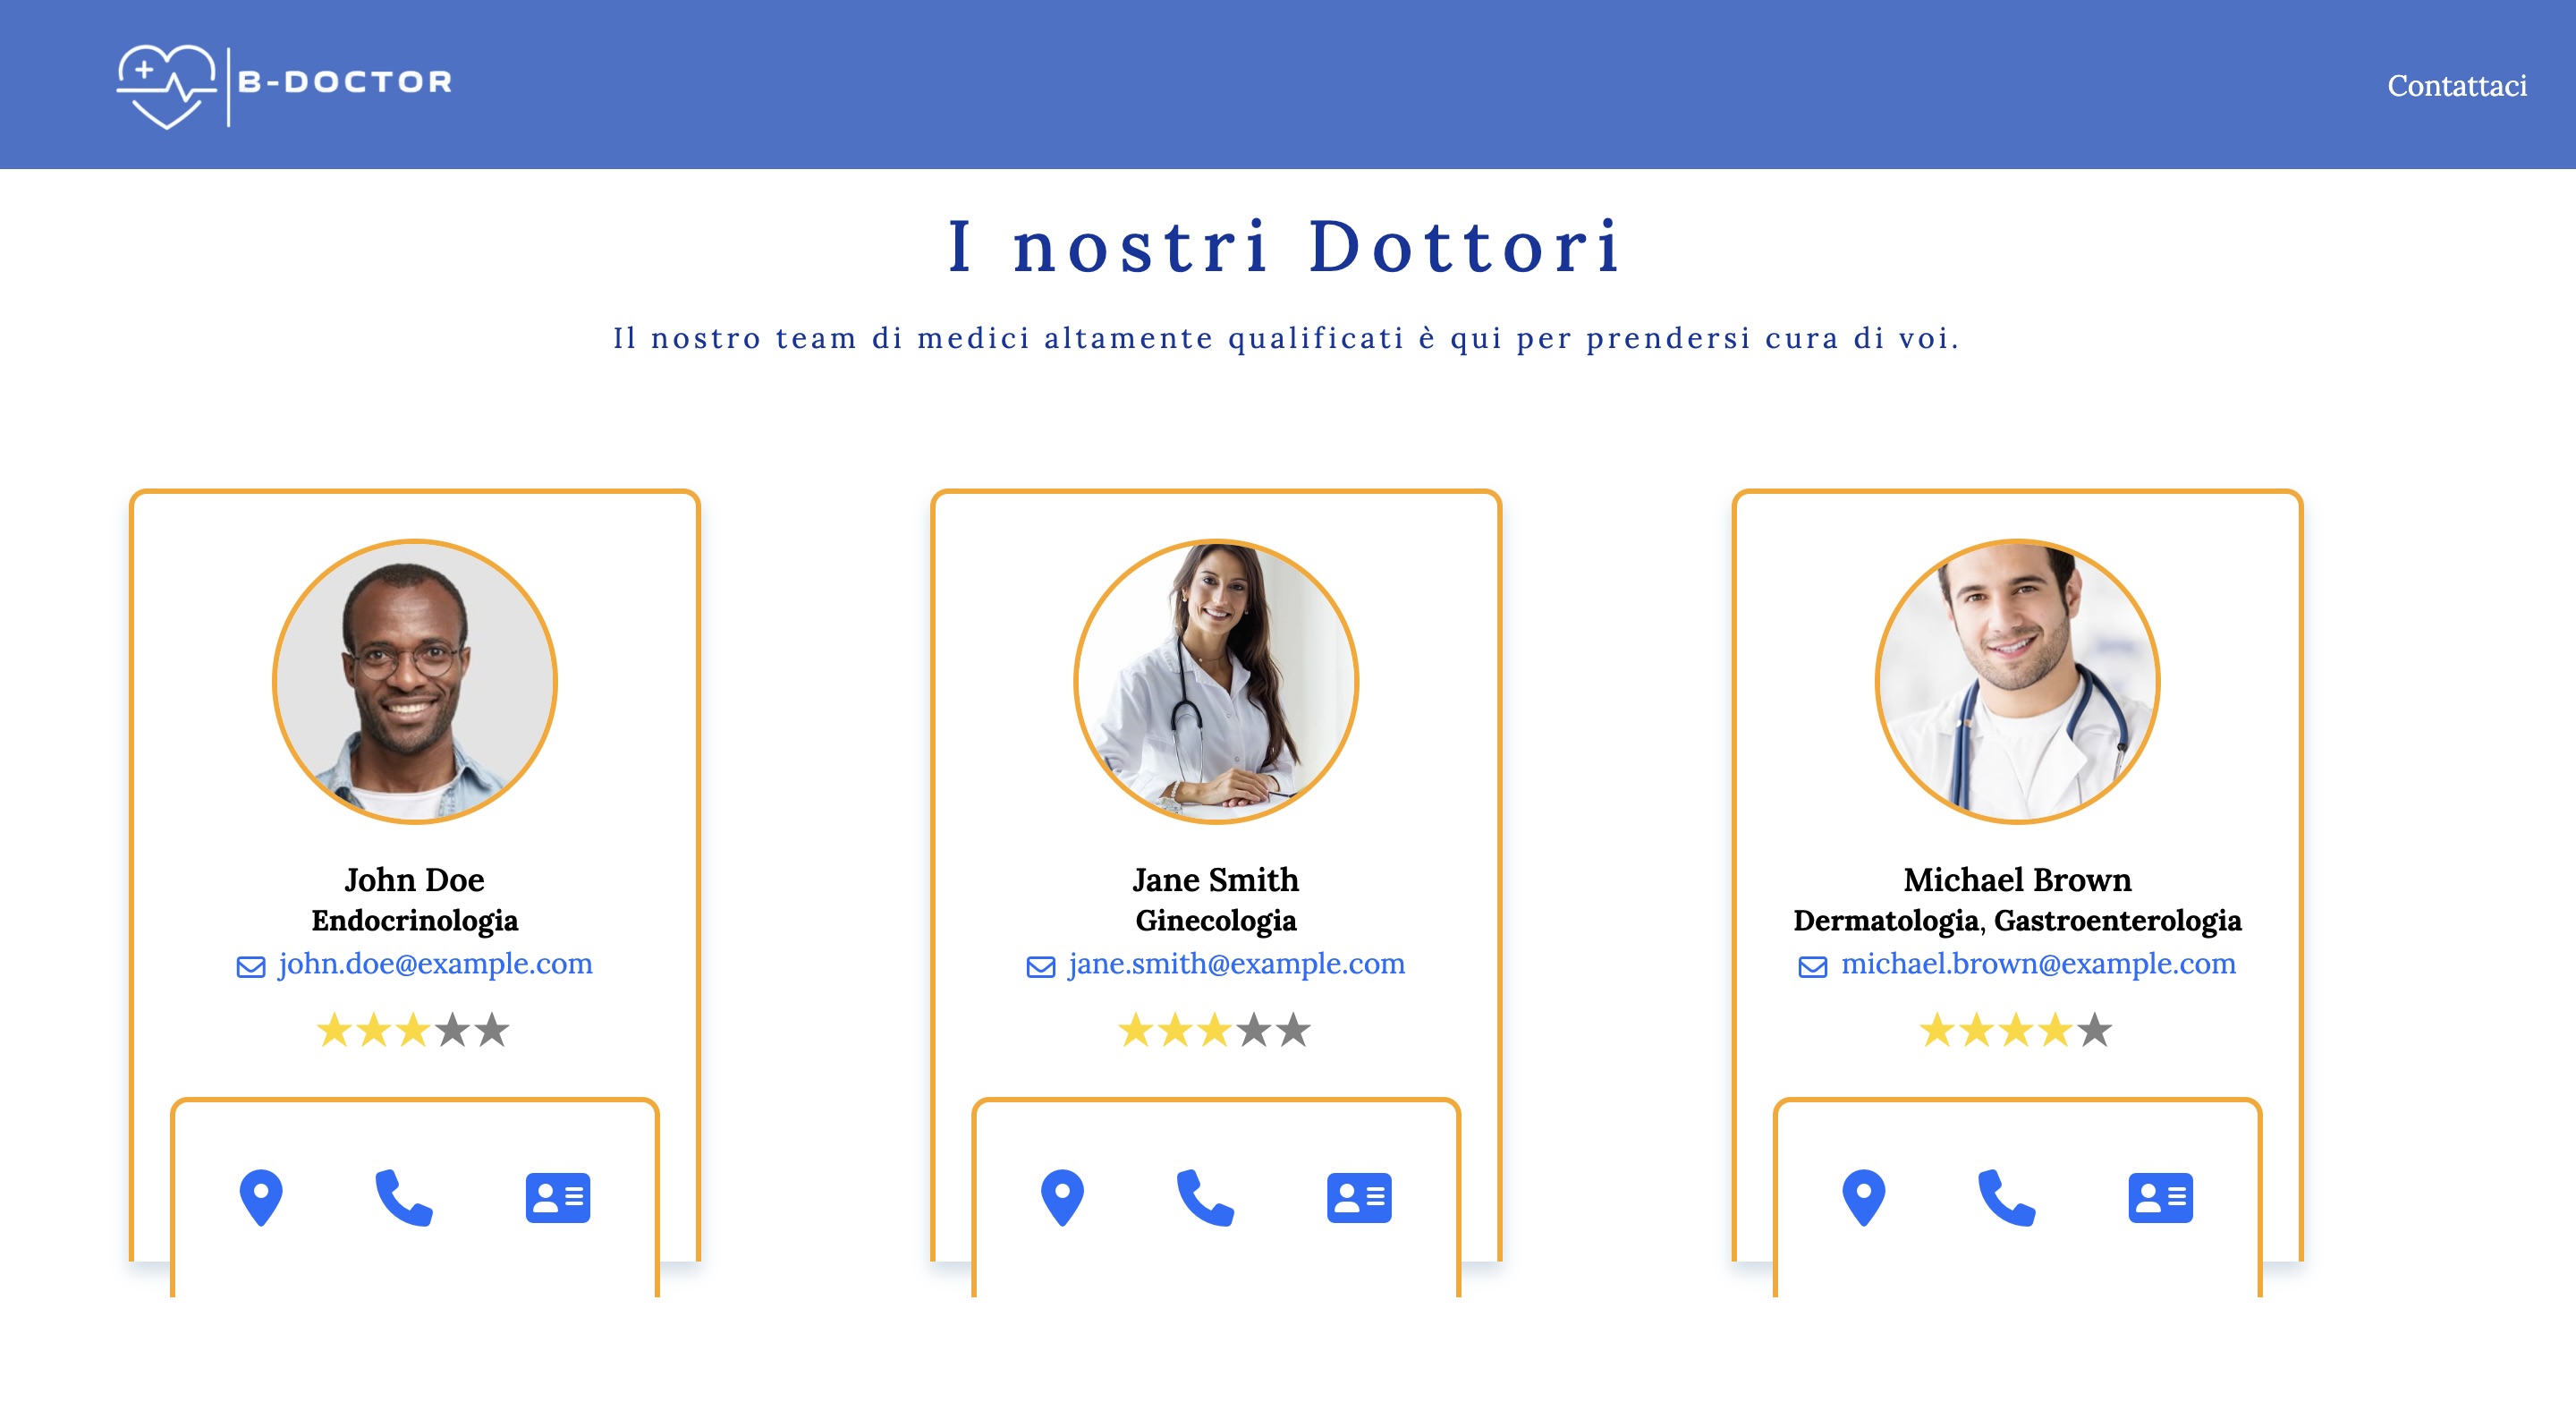 B-DOCTOR
Contattaci
I nostri Dottori
Il nostro team di medici altamente qualificati è qui per prendersi cura di voi.
John Doe
Endocrinologia
john.doe@example.com
Jane Smith
Ginecologia
jane.smith@example.com
Michael Brown
Dermatologia, Gastroenterologia
michael.brown@example.com